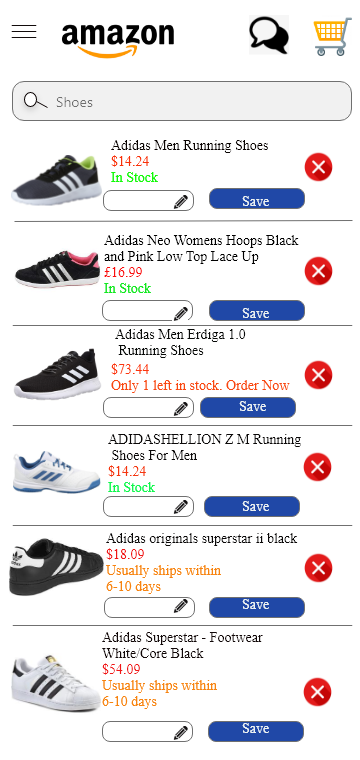 amazon
Shoes
Adidas Men Running Shoes
$14.24
In Stock
Save
Adidas Neo Womens Hoops Black
and Pink Low Top Lace Up
£16.99
In Stock
Save
Adidas Men Erdiga 1.0
Running Shoes
$73.44
Only 1 left in stock. Order Now
Save
ADIDASHELLION Z M Running
Shoes For Men
$14.24
In Stock
Save
Adidas originals superstar ii black
$18.09
Usually ships within
6-10 days
Save
Adidas Superstar - Footwear
White/Core Black
$54.09
Usually ships within
6-10 days
Save